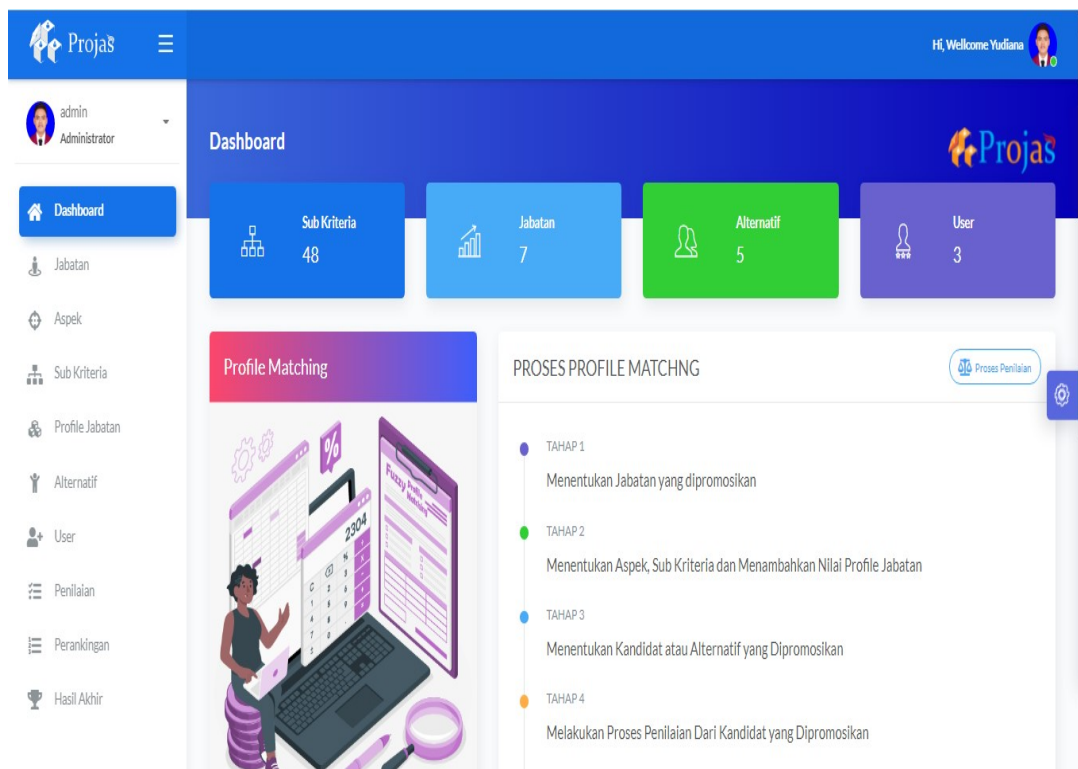 Projas
Hi, Wellcome Yudiana
admin
Administrator
Dashboard
Jabatan
Aspek
Sub Kriteria
Profile Jabatan
Alternatif
User
Penilaian
Perankingan
Hasil Akhir
Dashboard
Projas
Sub Kriteria
48
Jabatan
7
Alternatif
5
User
3
Profile Matching
%
Fuzzy Profile
Matching
2304
PROSES PROFILE MATCHNG
Proses Penilaian
TAHAP 1
Menentukan Jabatan yang dipromosikan
TAHAP 2
Menentukan Aspek, Sub Kriteria dan Menambahkan Nilai Profile Jabatan
TAHAP 3
Menentukan Kandidat atau Alternatif yang Dipromosikan
TAHAP 4
Melakukan Proses Penilaian Dari Kandidat yang Dipromosikan